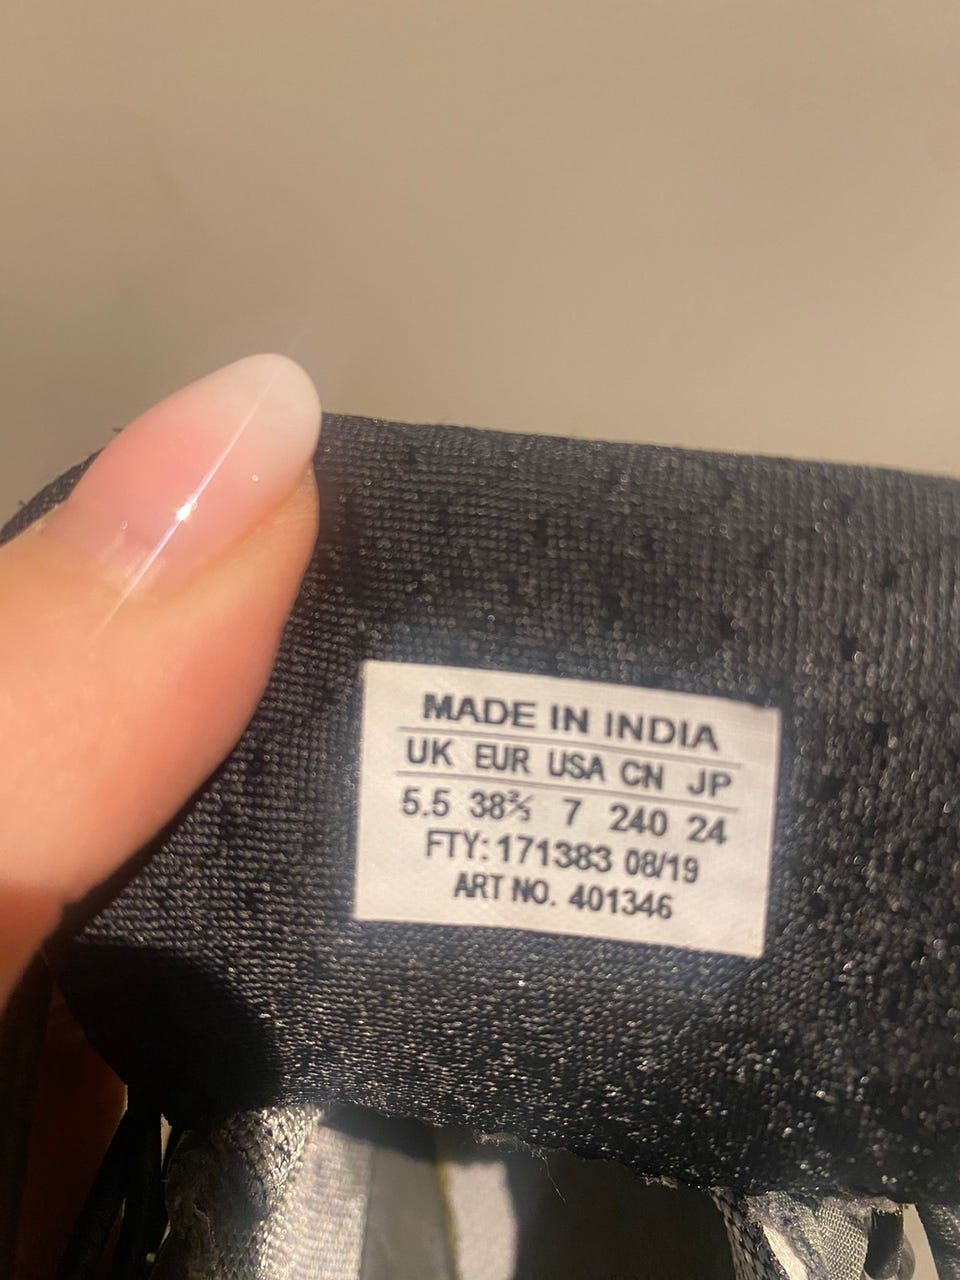 MADE IN INDIA
UK EUR USA CN JP
5.5 38⅔ 7 240 24
FTY: 171383 08/19
ART NO. 401346